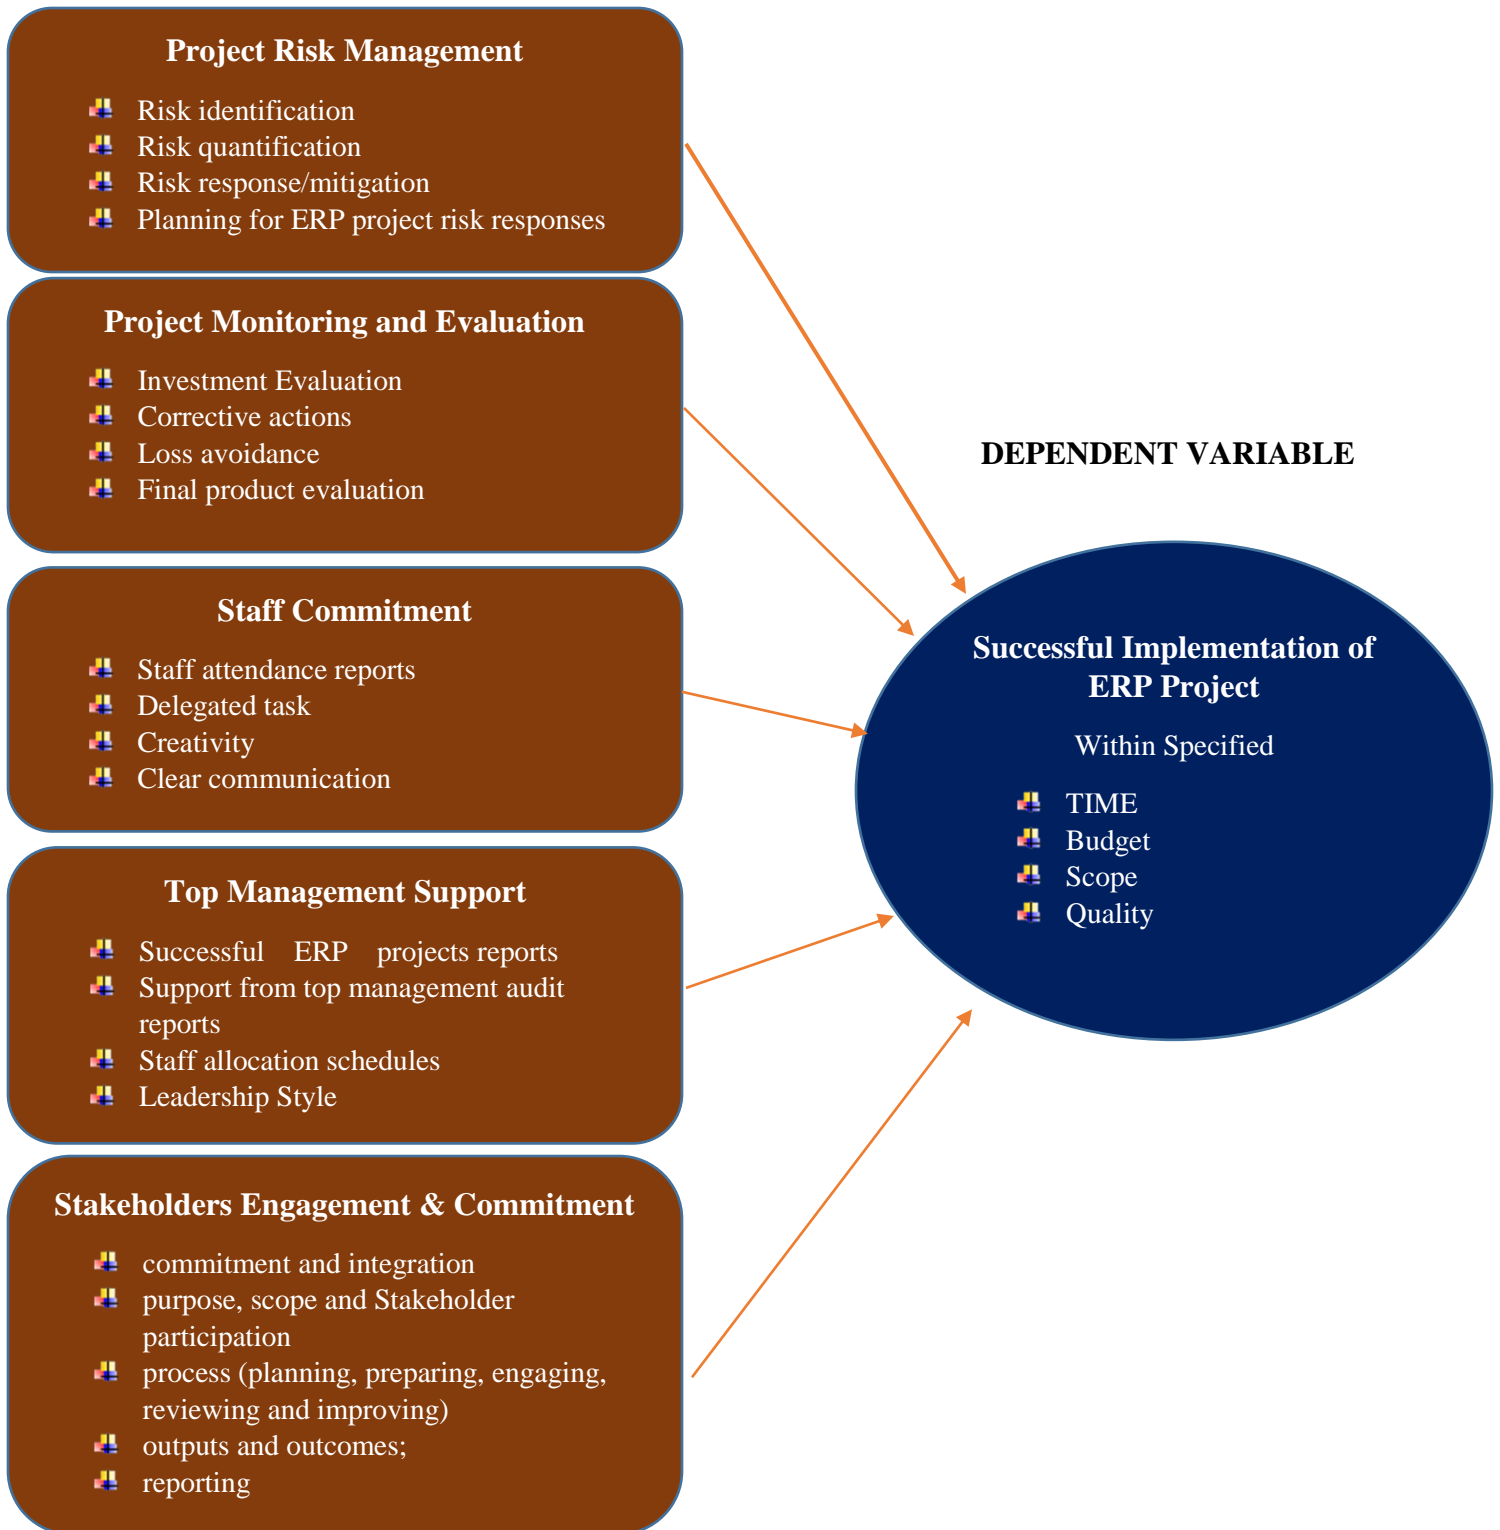 Project Risk Management
Risk identification
Risk quantification
Risk response/mitigation
Planning for ERP project risk responses
Project Monitoring and Evaluation
Investment Evaluation
Corrective actions
Loss avoidance
Final product evaluation
Staff Commitment
Staff attendance reports
Delegated task
Creativity
Clear communication
Top Management Support
Successful ERP projects reports
Support from top management audit
reports
Staff allocation schedules
Leadership Style
Stakeholders Engagement & Commitment
commitment and integration
purpose, scope and Stakeholder
participation
process (planning, preparing, engaging,
reviewing and improving)
outputs and outcomes;
reporting
DEPENDENT VARIABLE
Successful Implementation of
ERP Project
Within Specified
TIME
Budget
Scope
Quality